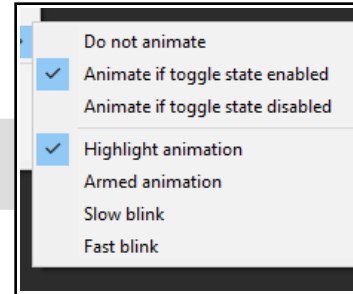 Do not animate
Animate if toggle state enabled
Animate if toggle state disabled
Highlight animation
Armed animation
Slow blink
Fast blink